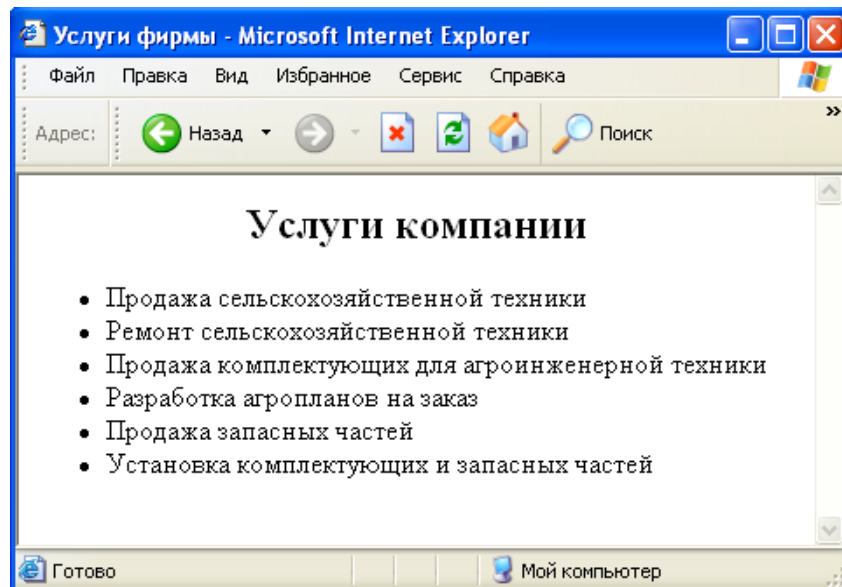 Услуги фирмы - Microsoft Internet Explorer
Файл Правка Вид Избранное Сервис Справка
Адрес: Назад Поиск »
Услуги компании
• Продажа сельскохозяйственной техники
• Ремонт сельскохозяйственной техники
• Продажа комплектующих для агроинженерной техники
• Разработка агропланов на заказ
• Продажа запасных частей
• Установка комплектующих и запасных частей
Готово Мой компьютер